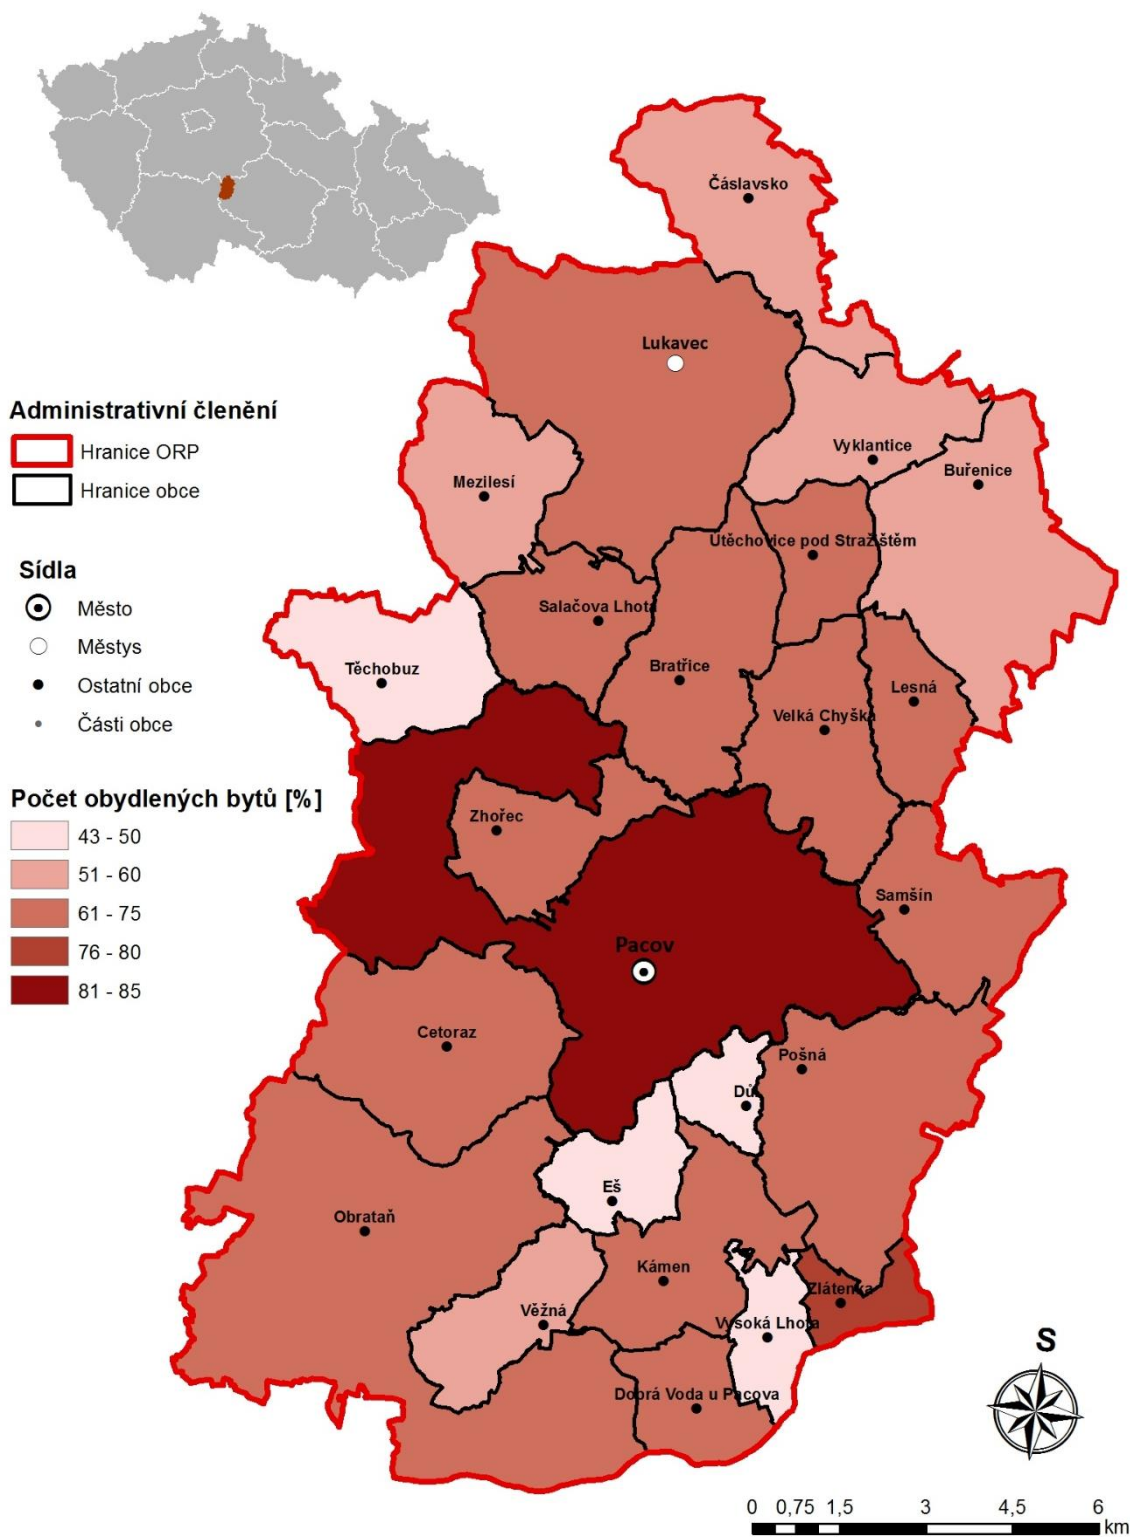 Čáslavsko
Lukavec
Administrativní členění
Hranice ORP
Hranice obce
Vyklantice
Buřenice
Mezilesí
Útěchovice pod Stražištěm
Sídla
Město
Městys
Ostatní obce
Části obce
Salačova Lhota
Těchobuz
Bratřice
Lesná
Velká Chyška
Počet obydlených bytů [%]
43 - 50
51 - 60
61 - 75
76 - 80
81 - 85
Zhořec
Samšín
Pacov
Cetoraz
Pošná
Důl
Eš
Obrataň
Kámen
Zlátenka
Věžná
Vysoká Lhota
Dobrá Voda u Pacova
S
0 0,75 1,5 3 4,5 6
km